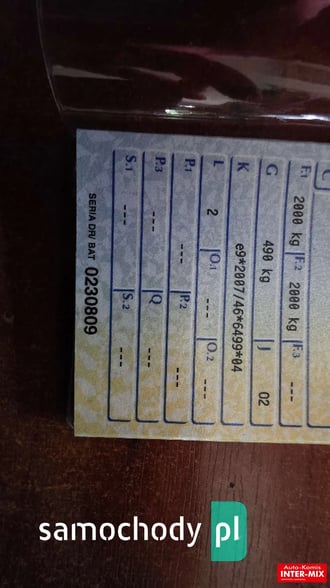 C
F.1 2000 kg F.2 2000 kg F.3 ---
G 490 kg J 02
K e9*2007/46*6499*04
L 2 O.1 --- O.2 ---
P.1 --- P.2 ---
P.3 --- Q ---
S.1 --- S.2 ---
SERIA DR/ BAT 0230809
samochody pl
Auto-Komis
INTER-MIX